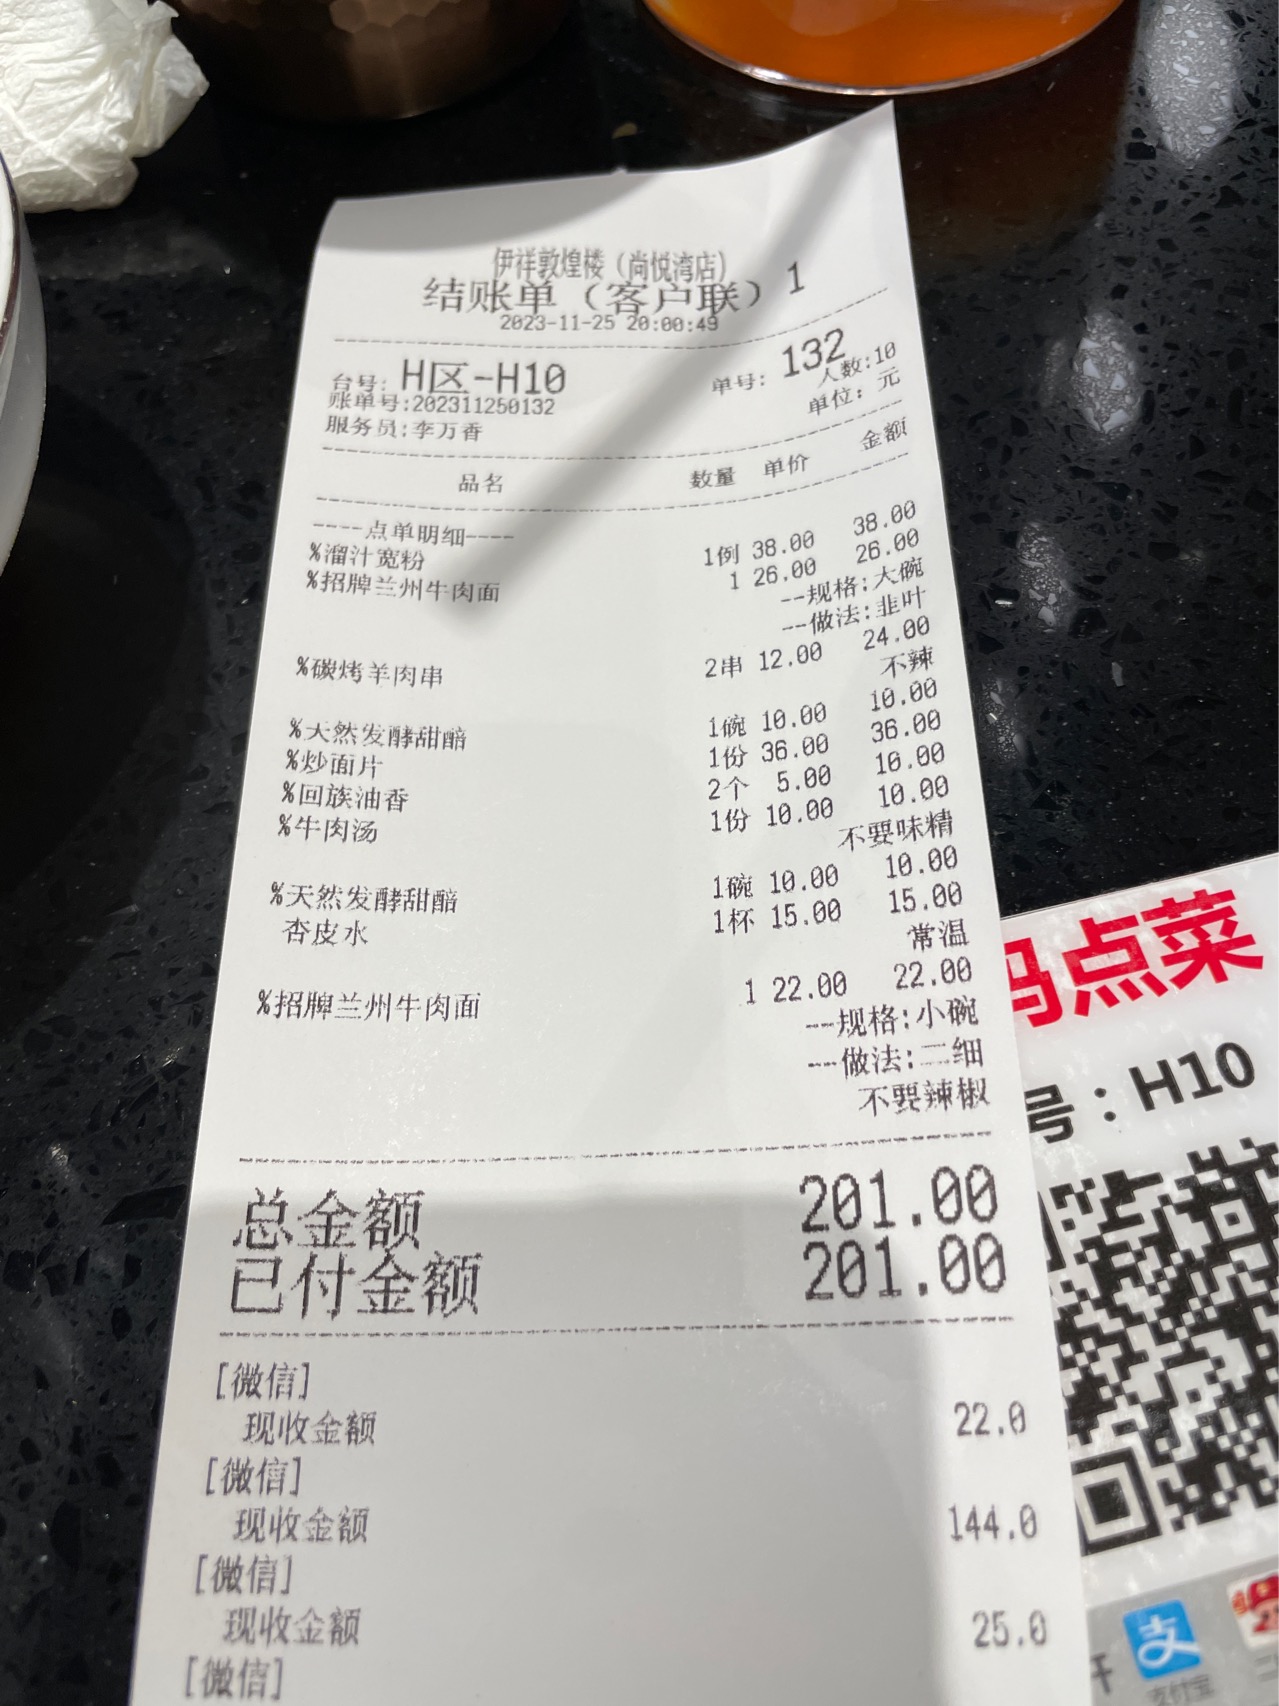 伊祥敦煌楼（尚悦湾店）
结账单（客户联） 1
2023-11-25 20:00:49
台号: H区-H10 单号: 132
账单号:202311250132 人数:10
服务员:李万香 单位: 元
品名 数量 单价 金额
----点单明细----
%溜汁宽粉 1例 38.00 38.00
%招牌兰州牛肉面 1 26.00 26.00
--规格:大碗
--做法:韭叶
%碳烤羊肉串 2串 12.00 24.00
不辣
%天然发酵甜醅 1碗 10.00 10.00
%炒面片 1份 36.00 36.00
%回族油香 2个 5.00 10.00
%牛肉汤 1份 10.00 10.00
不要味精
%天然发酵甜醅 1碗 10.00 10.00
杏皮水 1杯 15.00 15.00
常温
%招牌兰州牛肉面 1 22.00 22.00
--规格:小碗
--做法:二细
不要辣椒
总金额 201.00
已付金额 201.00
[微信]
现收金额 22.0
[微信]
现收金额 144.0
[微信]
现收金额 25.0
[微信]
码点菜
号：H10
支
支付宝